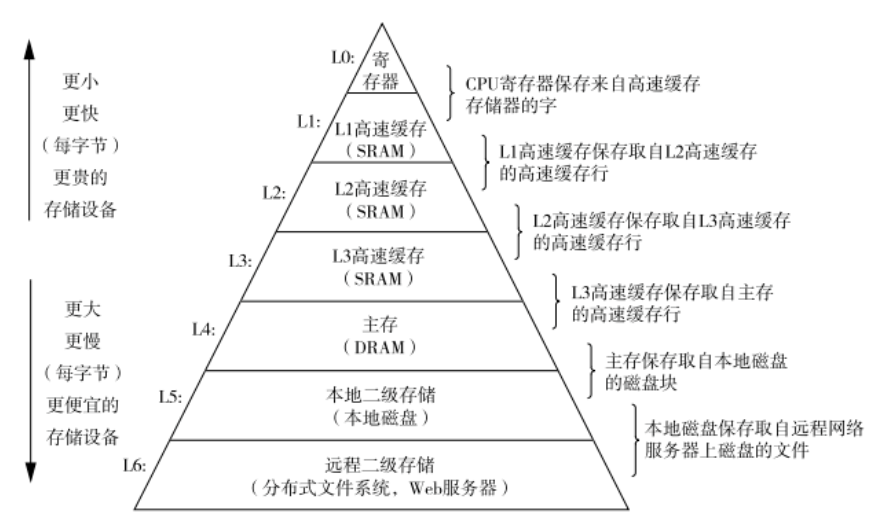 更小
更快
（每字节）
更贵的
存储设备
更大
更慢
（每字节）
更便宜的
存储设备
L0:
寄
存器
L1:
L1高速缓存
（SRAM）
L2:
L2高速缓存
（SRAM）
L3:
L3高速缓存
（SRAM）
L4:
主存
（DRAM）
L5:
本地二级存储
（本地磁盘）
L6:
远程二级存储
（分布式文件系统，Web服务器）
CPU寄存器保存来自高速缓存
存储器的字
L1高速缓存保存取自L2高速缓存
的高速缓存行
L2高速缓存保存取自L3高速缓存
的高速缓存行
L3高速缓存保存取自主存
的高速缓存行
主存保存取自本地磁盘
的磁盘块
本地磁盘保存取自远程网络
服务器上磁盘的文件